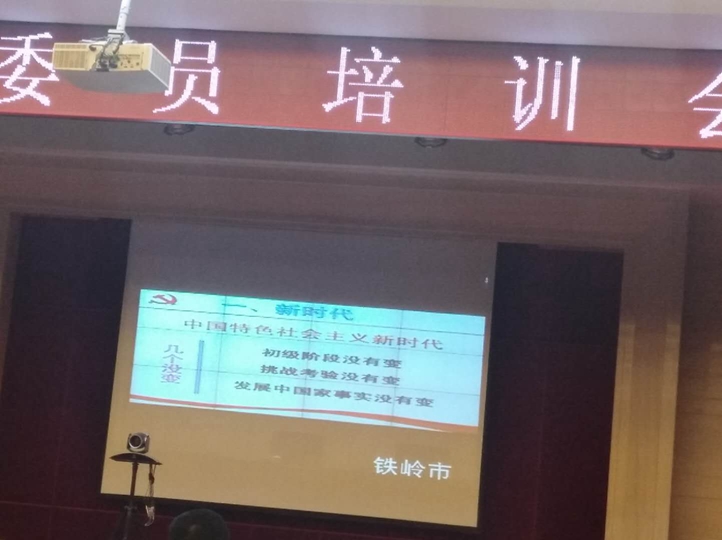 委员培训会
一、新时代
中国特色社会主义新时代
几个没变
初级阶段没有变
挑战考验没有变
发展中国家事实没有变
铁岭市